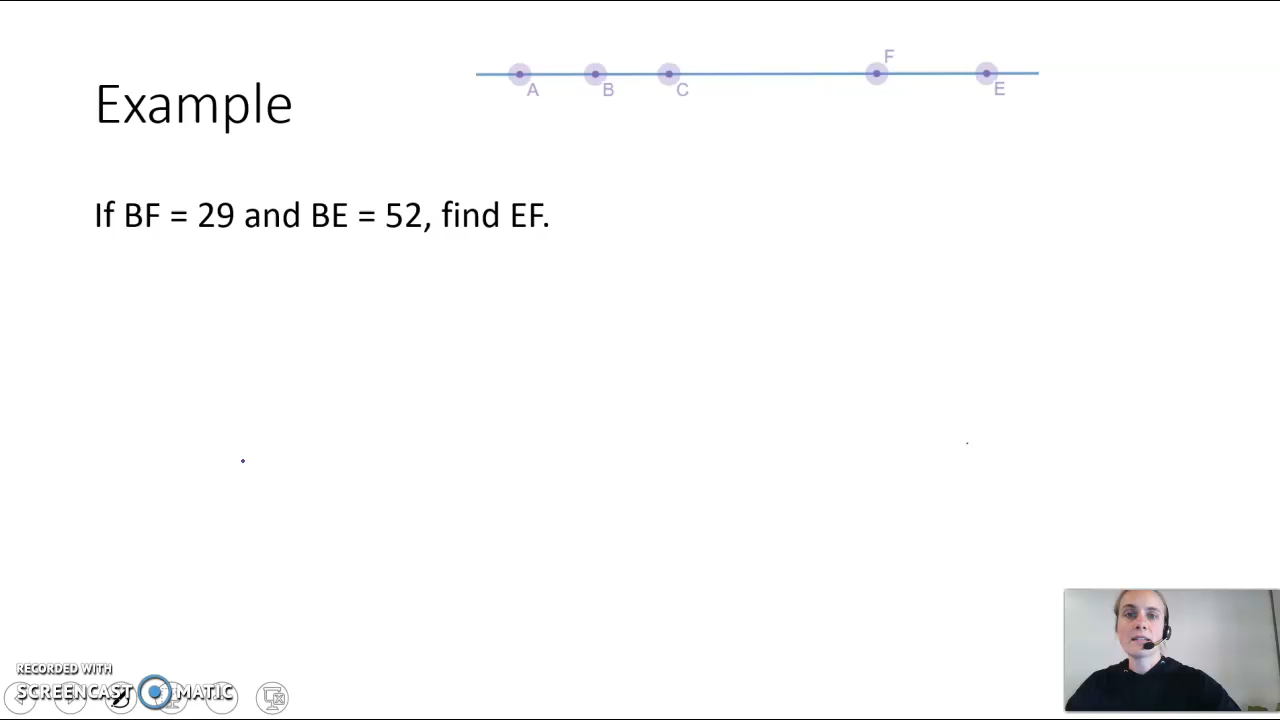 F
A B C E
Example
If BF = 29 and BE = 52, find EF.
RECORDED WITH
SCREENCAST MATIC